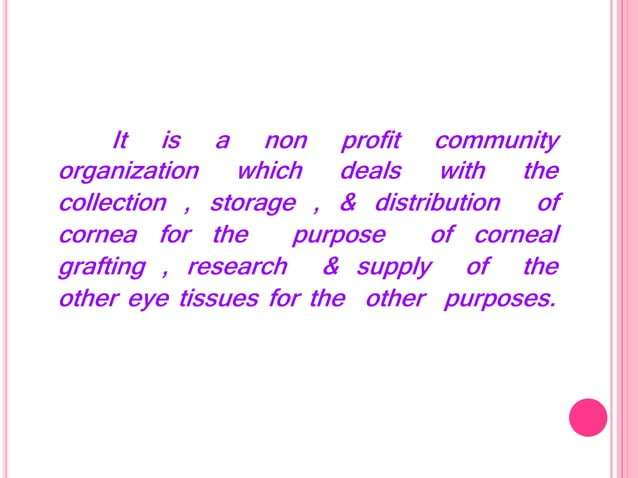 It is a non profit community
organization which deals with the
collection , storage , & distribution of
cornea for the purpose of corneal
grafting , research & supply of the
other eye tissues for the other purposes.